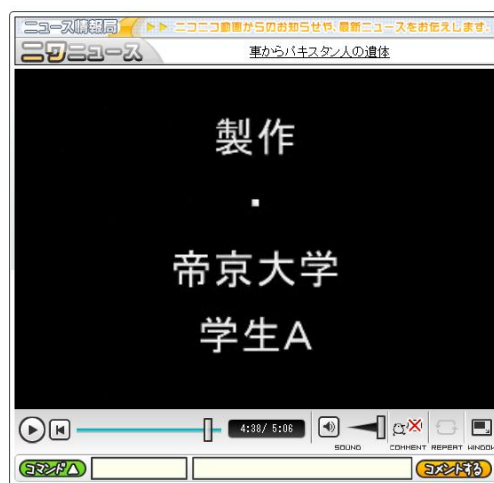 ニュース情報局 ▶▶ ニコニコ動画からのお知らせや、最新ニュースをお伝えします。
ニワニュース
車からパキスタン人の遺体
製作
・
帝京大学
学生A
4:38/ 5:06
SOUND COMMENT REPEAT WINDOW
コマンド△ コメントする